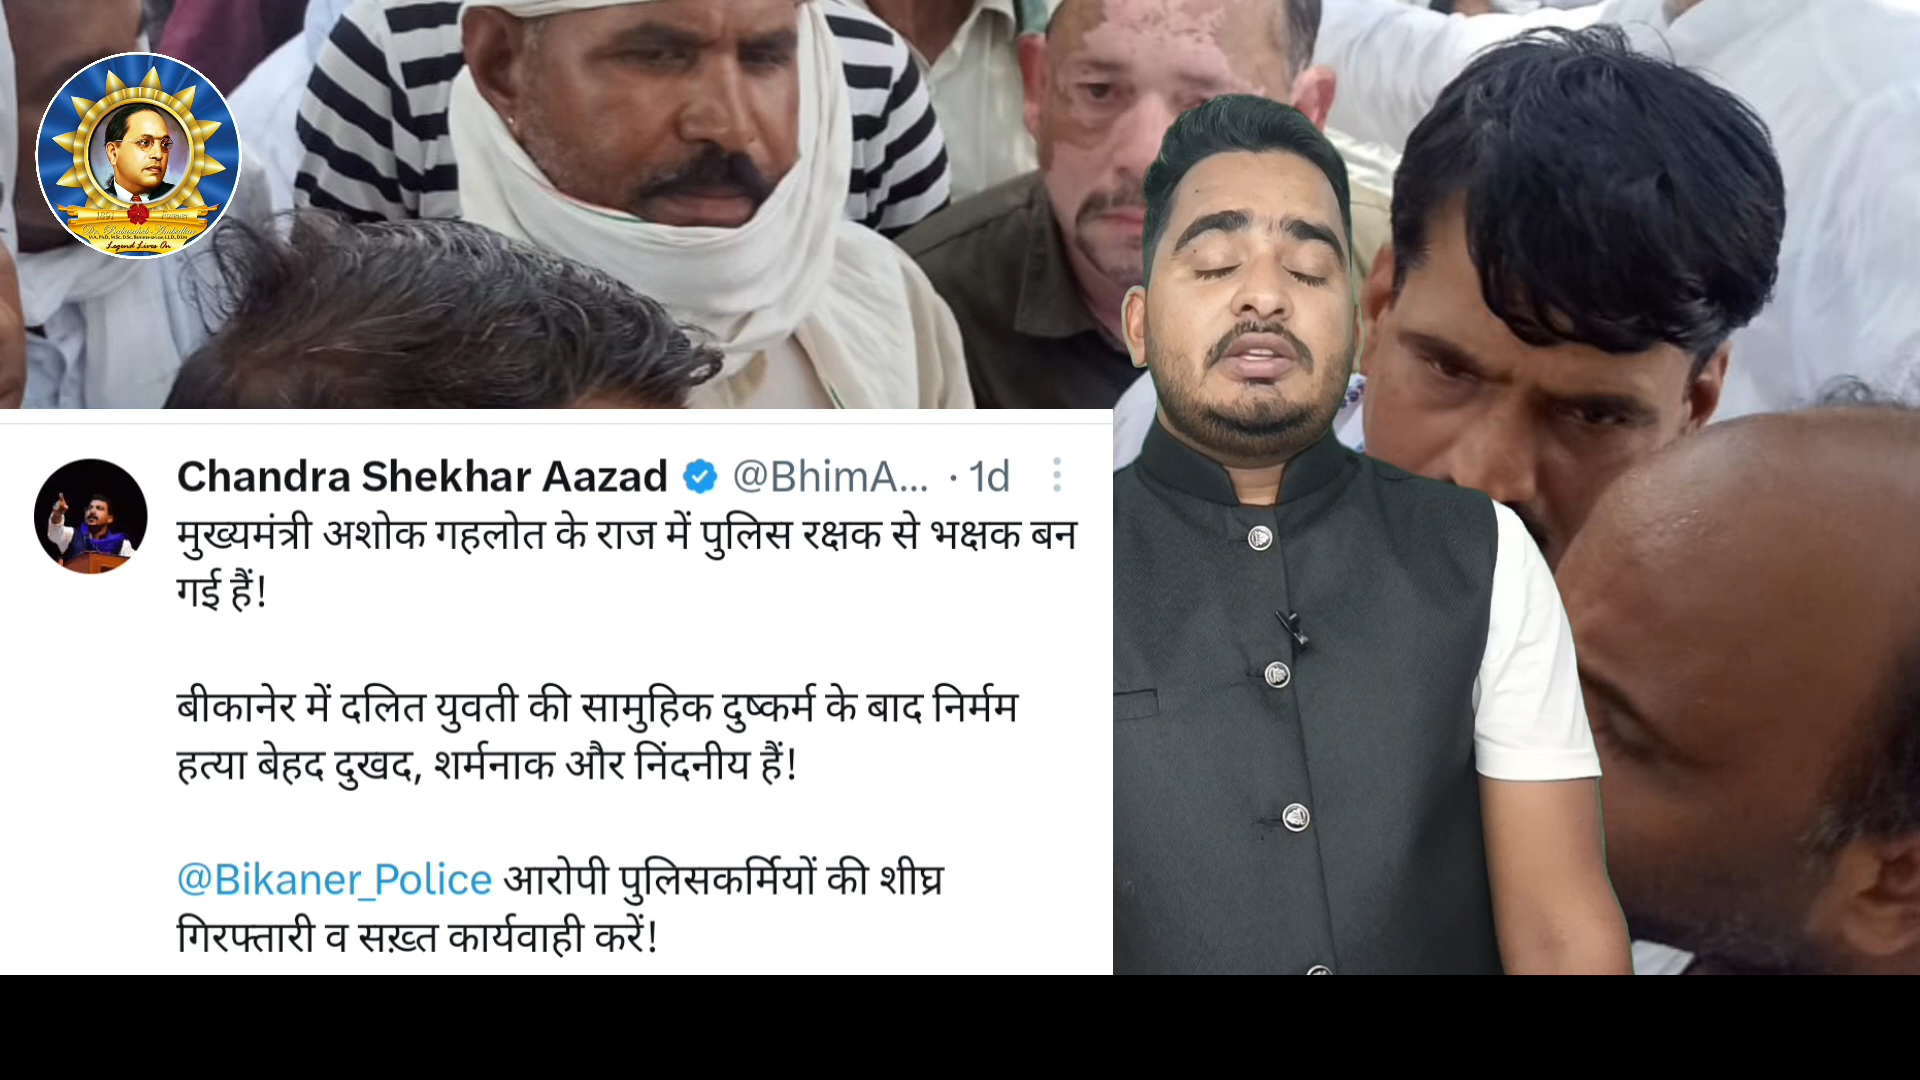 Chandra Shekhar Aazad @BhimA... · 1d
मुख्यमंत्री अशोक गहलोत के राज में पुलिस रक्षक से भक्षक बन
गई हैं!
बीकानेर में दलित युवती की सामुहिक दुष्कर्म के बाद निर्मम
हत्या बेहद दुखद, शर्मनाक और निंदनीय हैं!
@Bikaner_Police आरोपी पुलिसकर्मियों की शीघ्र
गिरफ्तारी व सख़्त कार्यवाही करें!
Legend Lives On